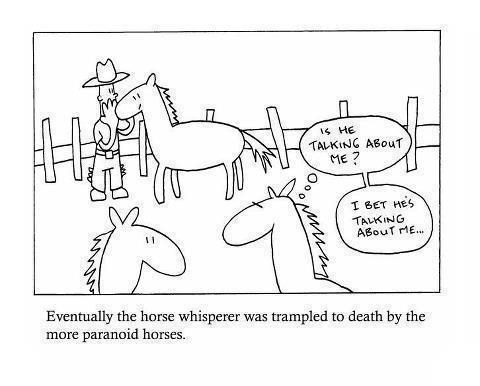 IS HE
TALKING ABOUT
ME?
I BET HE'S
TALKING
ABOUT ME...
Eventually the horse whisperer was trampled to death by the
more paranoid horses.